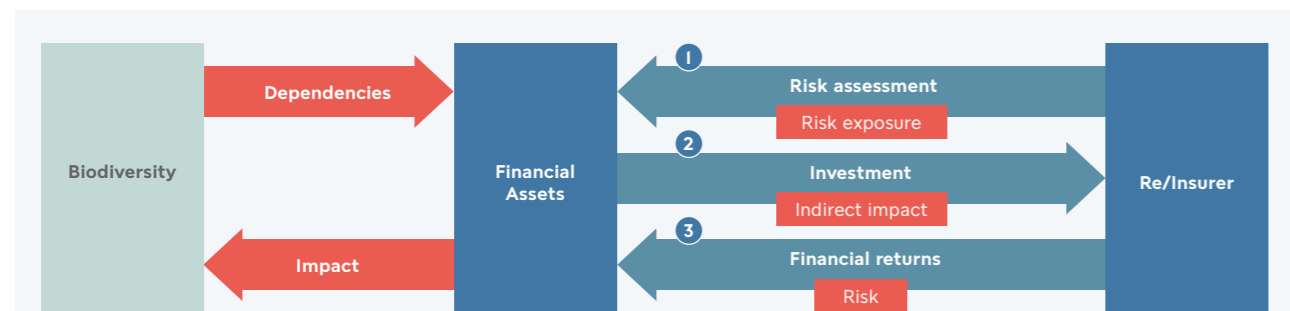 Biodiversity
Dependencies
Impact
Financial
Assets
1
Risk assessment
Risk exposure
2
Investment
Indirect impact
3
Financial returns
Risk
Re/Insurer